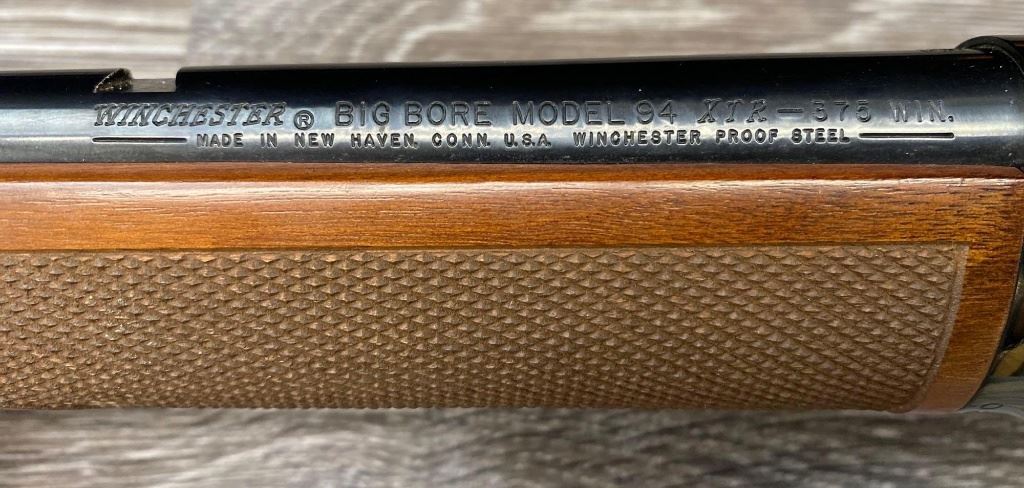 WINCHESTER® BIG BORE MODEL 94 XTR — 375 WIN.
MADE IN NEW HAVEN, CONN. U.S.A. WINCHESTER PROOF STEEL